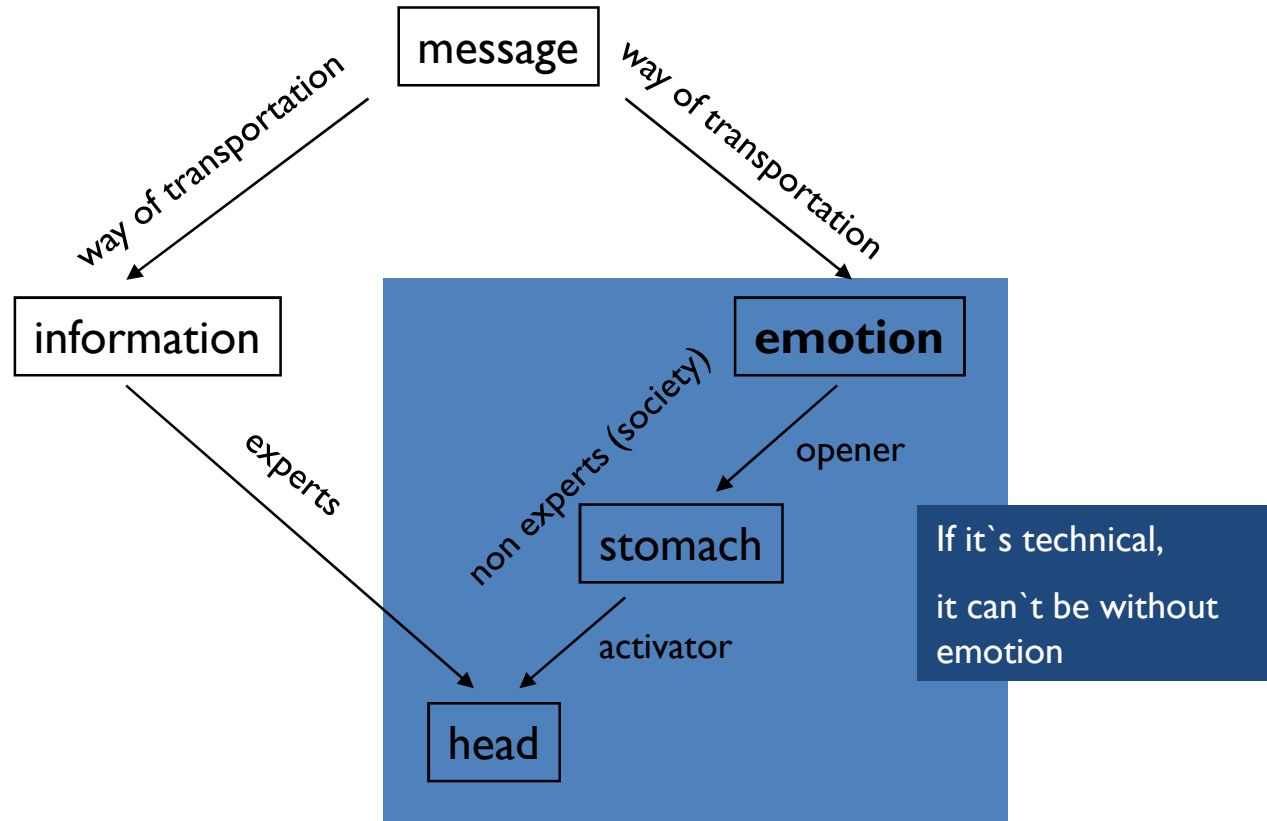 message
way of transportation
way of transportation
information
emotion
experts
non experts (society)
opener
stomach
If it`s technical,
it can`t be without
emotion
activator
head